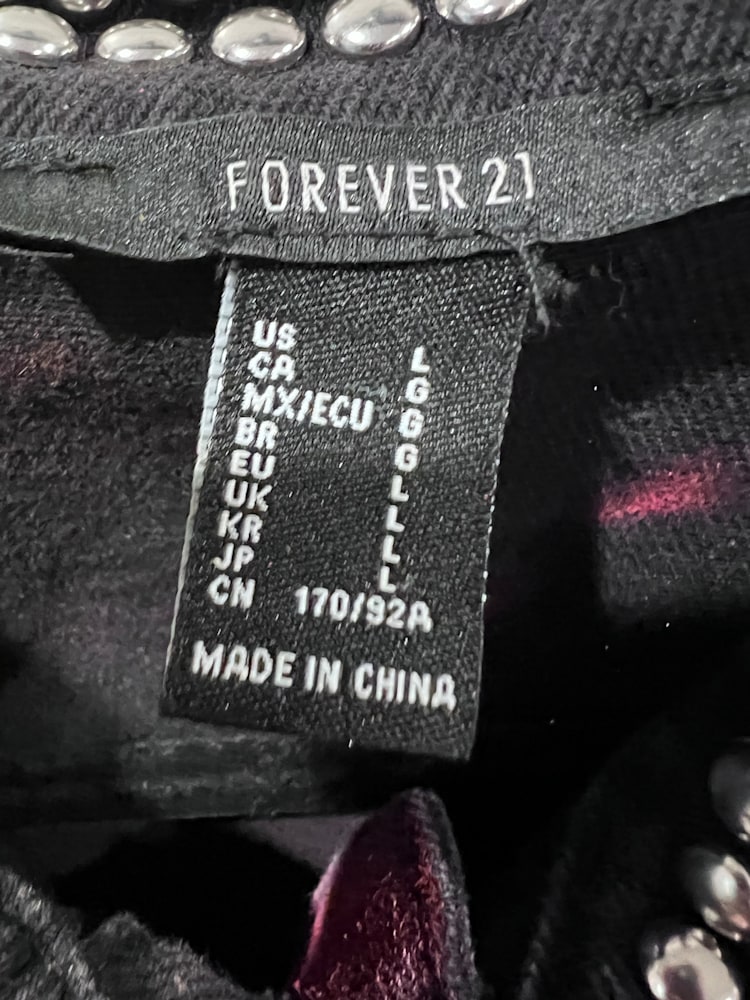 FOREVER 21
US L
CA G
MX/ECU G
BR G
EU L
UK L
KR L
JP L
CN 170/92A
MADE IN CHINA